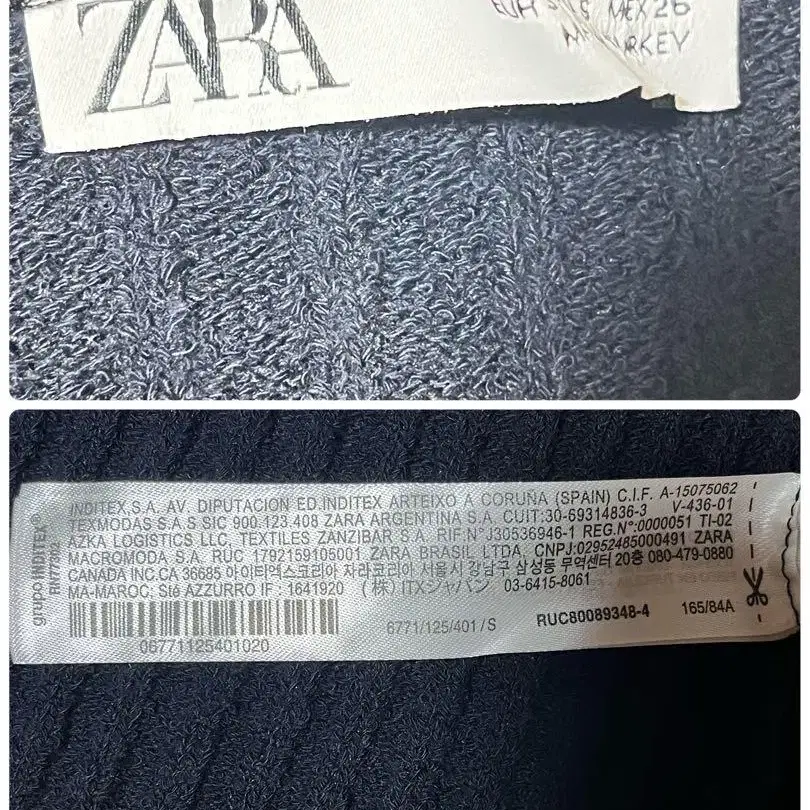 ZARA
MEX 26
grupo INDITEX®
RN77302
INDITEX,S.A. AV. DIPUTACION ED.INDITEX ARTEIXO A CORUÑA (SPAIN) C.I.F. A-15075062
TEXMODAS S.A.S SIC 900.123.408 ZARA ARGENTINA S.A. CUIT:30-69314836-3 V-436-01
AZKA LOGISTICS LLC, TEXTILES ZANZIBAR S.A. RIF.N°J30536946-1 REG.N°:0000051 TI-02
MACROMODA S.A. RUC 1792159105001 ZARA BRASIL LTDA, CNPJ:02952485000491 ZARA
CANADA INC.CA 36685 아이티엑스코리아 자라코리아 서울시 강남구 삼성동 무역센터 20층 080-479-0880
MA-MAROC, Sté AZZURRO IF : 1641920 (株) ITXジャパン 03-6415-8061
6771/125/401/S RUC80089348-4 165/84A
06771125401020